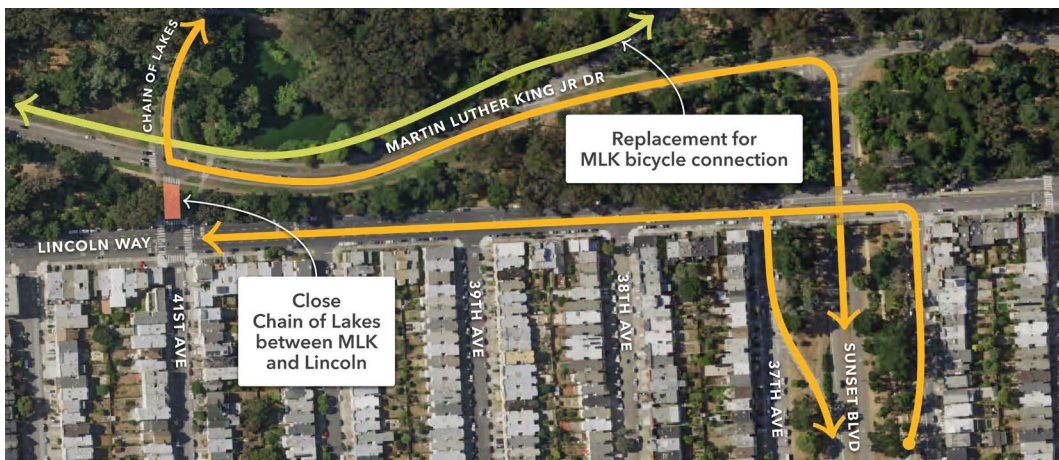 CHAIN OF LAKES
MARTIN LUTHER KING JR DR
Replacement for
MLK bicycle connection
LINCOLN WAY
Close
Chain of Lakes
between MLK
and Lincoln
41ST AVE
39TH AVE
38TH AVE
37TH AVE
SUNSET BLVD